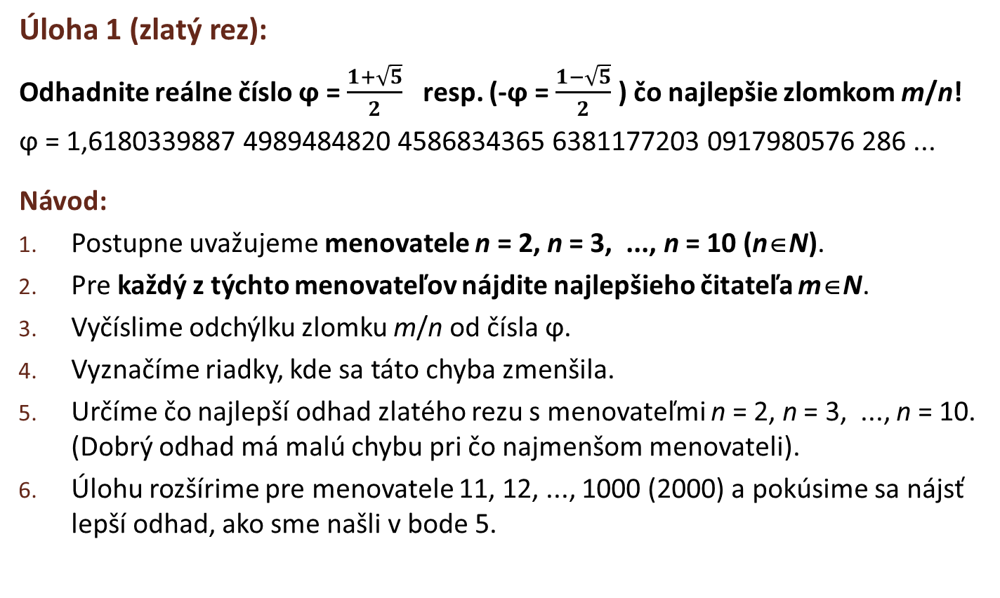 Úloha 1 (zlatý rez):
Odhadnite reálne číslo φ = \frac{1+√5}{2} resp. (-φ = \frac{1−√5}{2} ) čo najlepšie zlomkom m/n!
φ = 1,6180339887 4989484820 4586834365 6381177203 0917980576 286 ...
Návod:
1. Postupne uvažujeme menovatele n = 2, n = 3, ..., n = 10 (n∈N).
2. Pre každý z týchto menovateľov nájdite najlepšieho čitateľa m∈N.
3. Vyčíslime odchýlku zlomku m/n od čísla φ.
4. Vyznačíme riadky, kde sa táto chyba zmenšila.
5. Určíme čo najlepší odhad zlatého rezu s menovateľmi n = 2, n = 3, ..., n = 10.
(Dobrý odhad má malú chybu pri čo najmenšom menovateli).
6. Úlohu rozšírime pre menovatele 11, 12, ..., 1000 (2000) a pokúsime sa nájsť
lepší odhad, ako sme našli v bode 5.